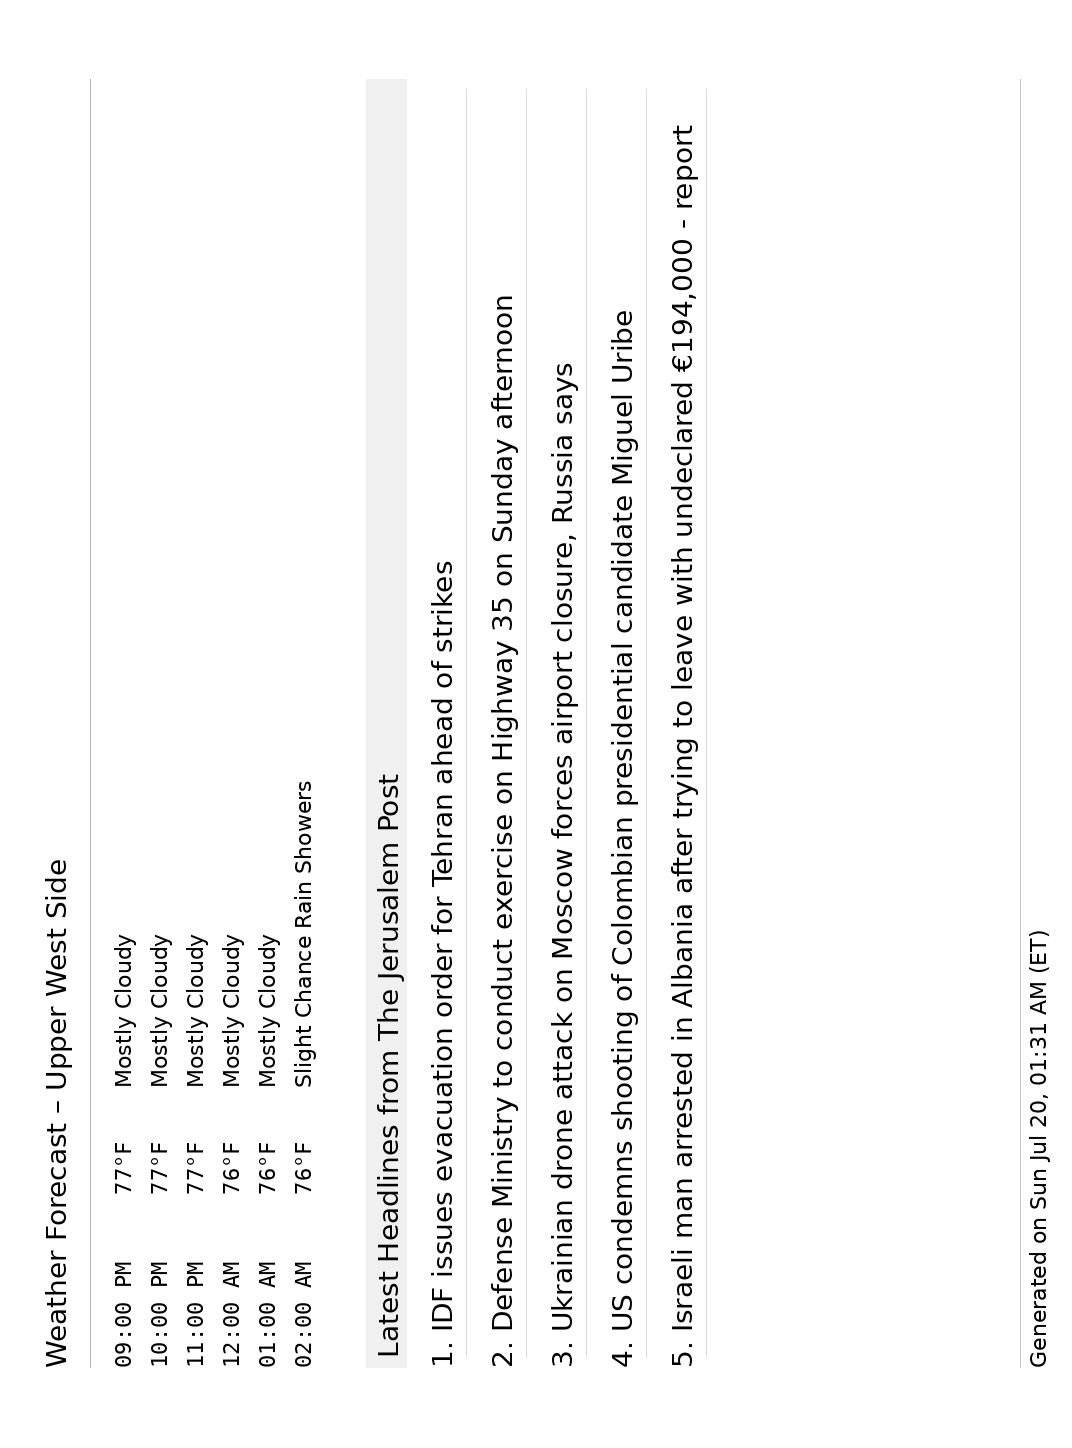 Weather Forecast – Upper West Side
09:00 PM 77°F Mostly Cloudy
10:00 PM 77°F Mostly Cloudy
11:00 PM 77°F Mostly Cloudy
12:00 AM 76°F Mostly Cloudy
01:00 AM 76°F Mostly Cloudy
02:00 AM 76°F Slight Chance Rain Showers
Latest Headlines from The Jerusalem Post
1. IDF issues evacuation order for Tehran ahead of strikes
2. Defense Ministry to conduct exercise on Highway 35 on Sunday afternoon
3. Ukrainian drone attack on Moscow forces airport closure, Russia says
4. US condemns shooting of Colombian presidential candidate Miguel Uribe
5. Israeli man arrested in Albania after trying to leave with undeclared €194,000 - report
Generated on Sun Jul 20, 01:31 AM (ET)